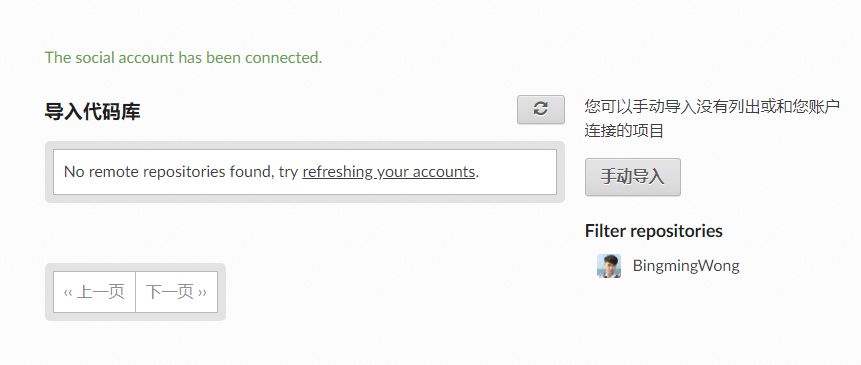 The social account has been connected.
导入代码库
No remote repositories found, try refreshing your accounts.
‹‹ 上一页 下一页 ››
您可以手动导入没有列出或和您账户
连接的项目
手动导入
Filter repositories
BingmingWong